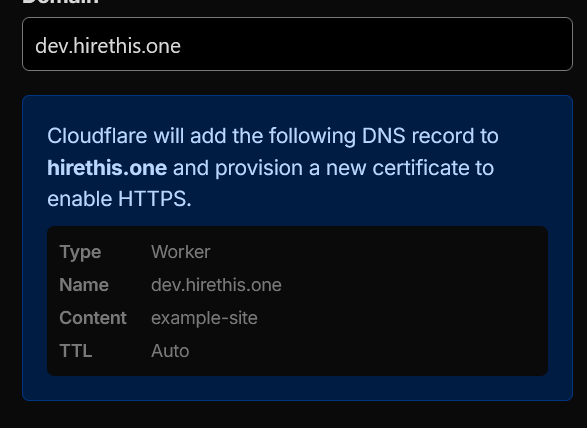 Domain
dev.hirethis.one
Cloudflare will add the following DNS record to
hirethis.one and provision a new certificate to
enable HTTPS.
Type Worker
Name dev.hirethis.one
Content example-site
TTL Auto